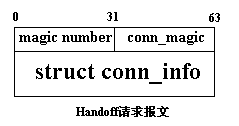 0 31 63
magic number conn_magic
struct conn_info
Handoff请求报文